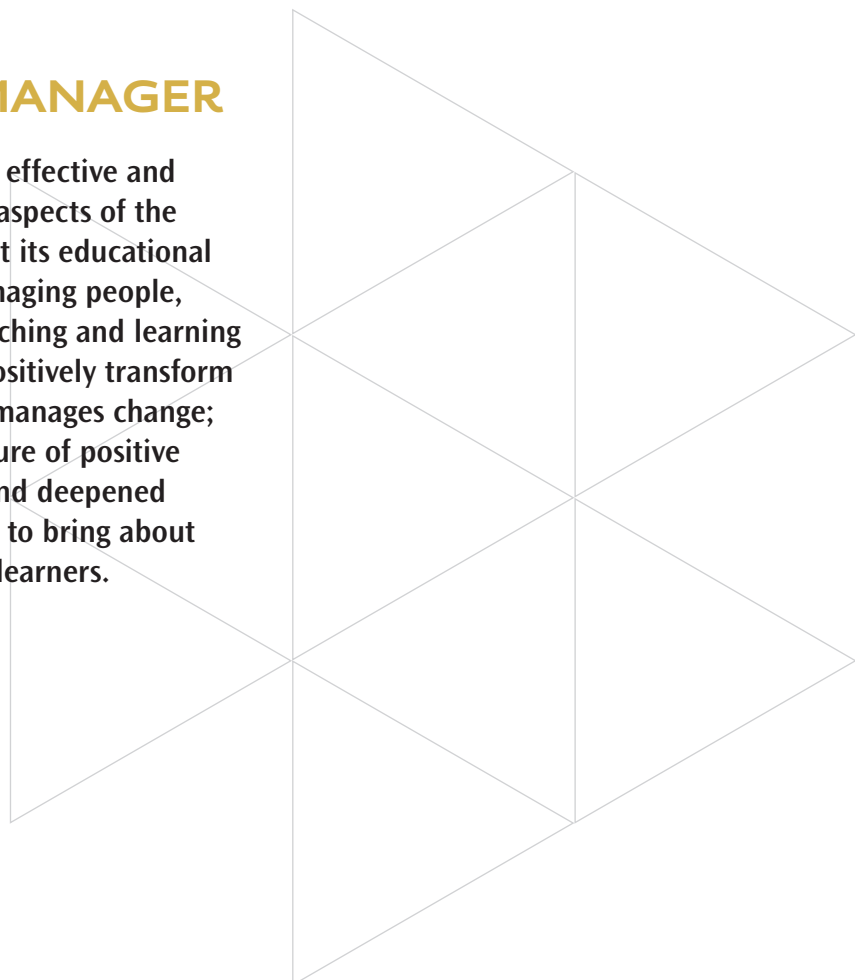 MANAGER
effective and
aspects of the
t its educational
naging people,
ching and learning
ositively transform
manages change;
ure of positive
nd deepened
to bring about
learners.